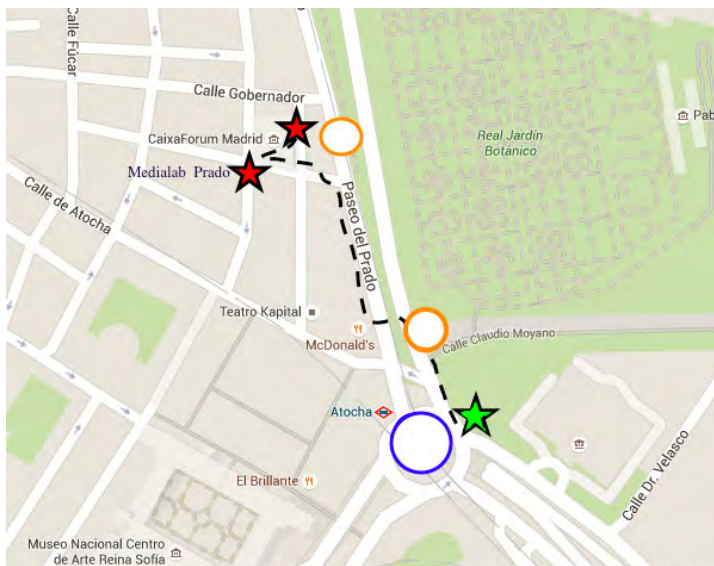 Calle Fúcar
Calle Gobernador
CaixaForum Madrid
Medialab Prado
Calle de Atocha
Real Jardín
Botánico
Pab
Paseo del Prado
Teatro Kapital
McDonald's
Calle Claudio Moyano
Atocha
El Brillante
Calle Dr. Velasco
Museo Nacional Centro
de Arte Reina Sofía